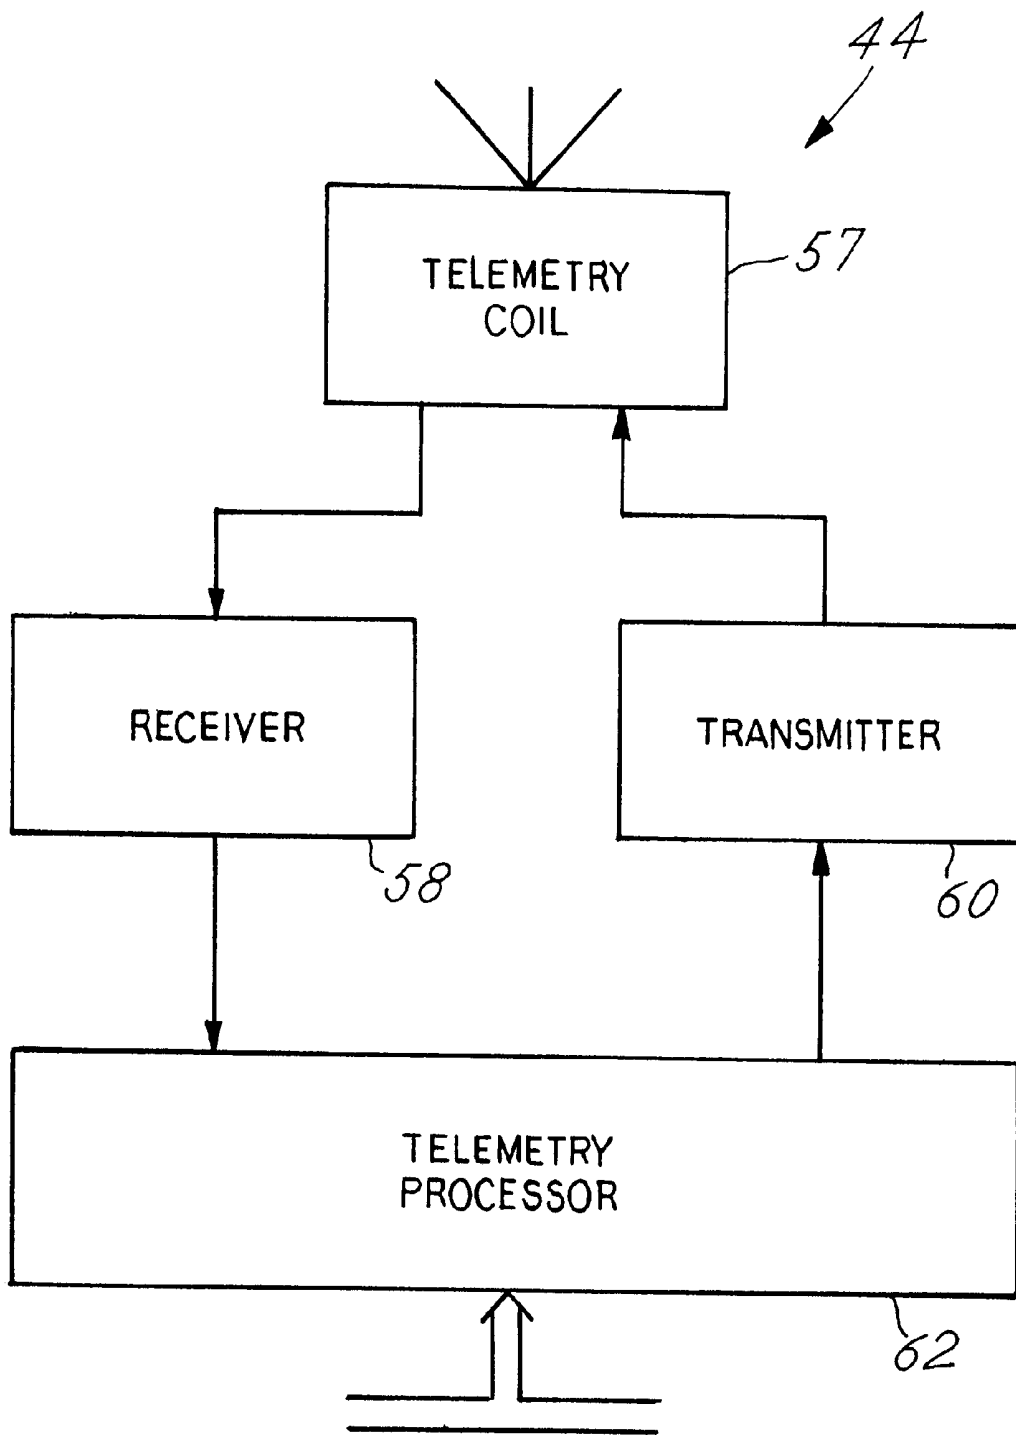 44
TELEMETRY
COIL
57
RECEIVER
TRANSMITTER
58
60
TELEMETRY
PROCESSOR
62